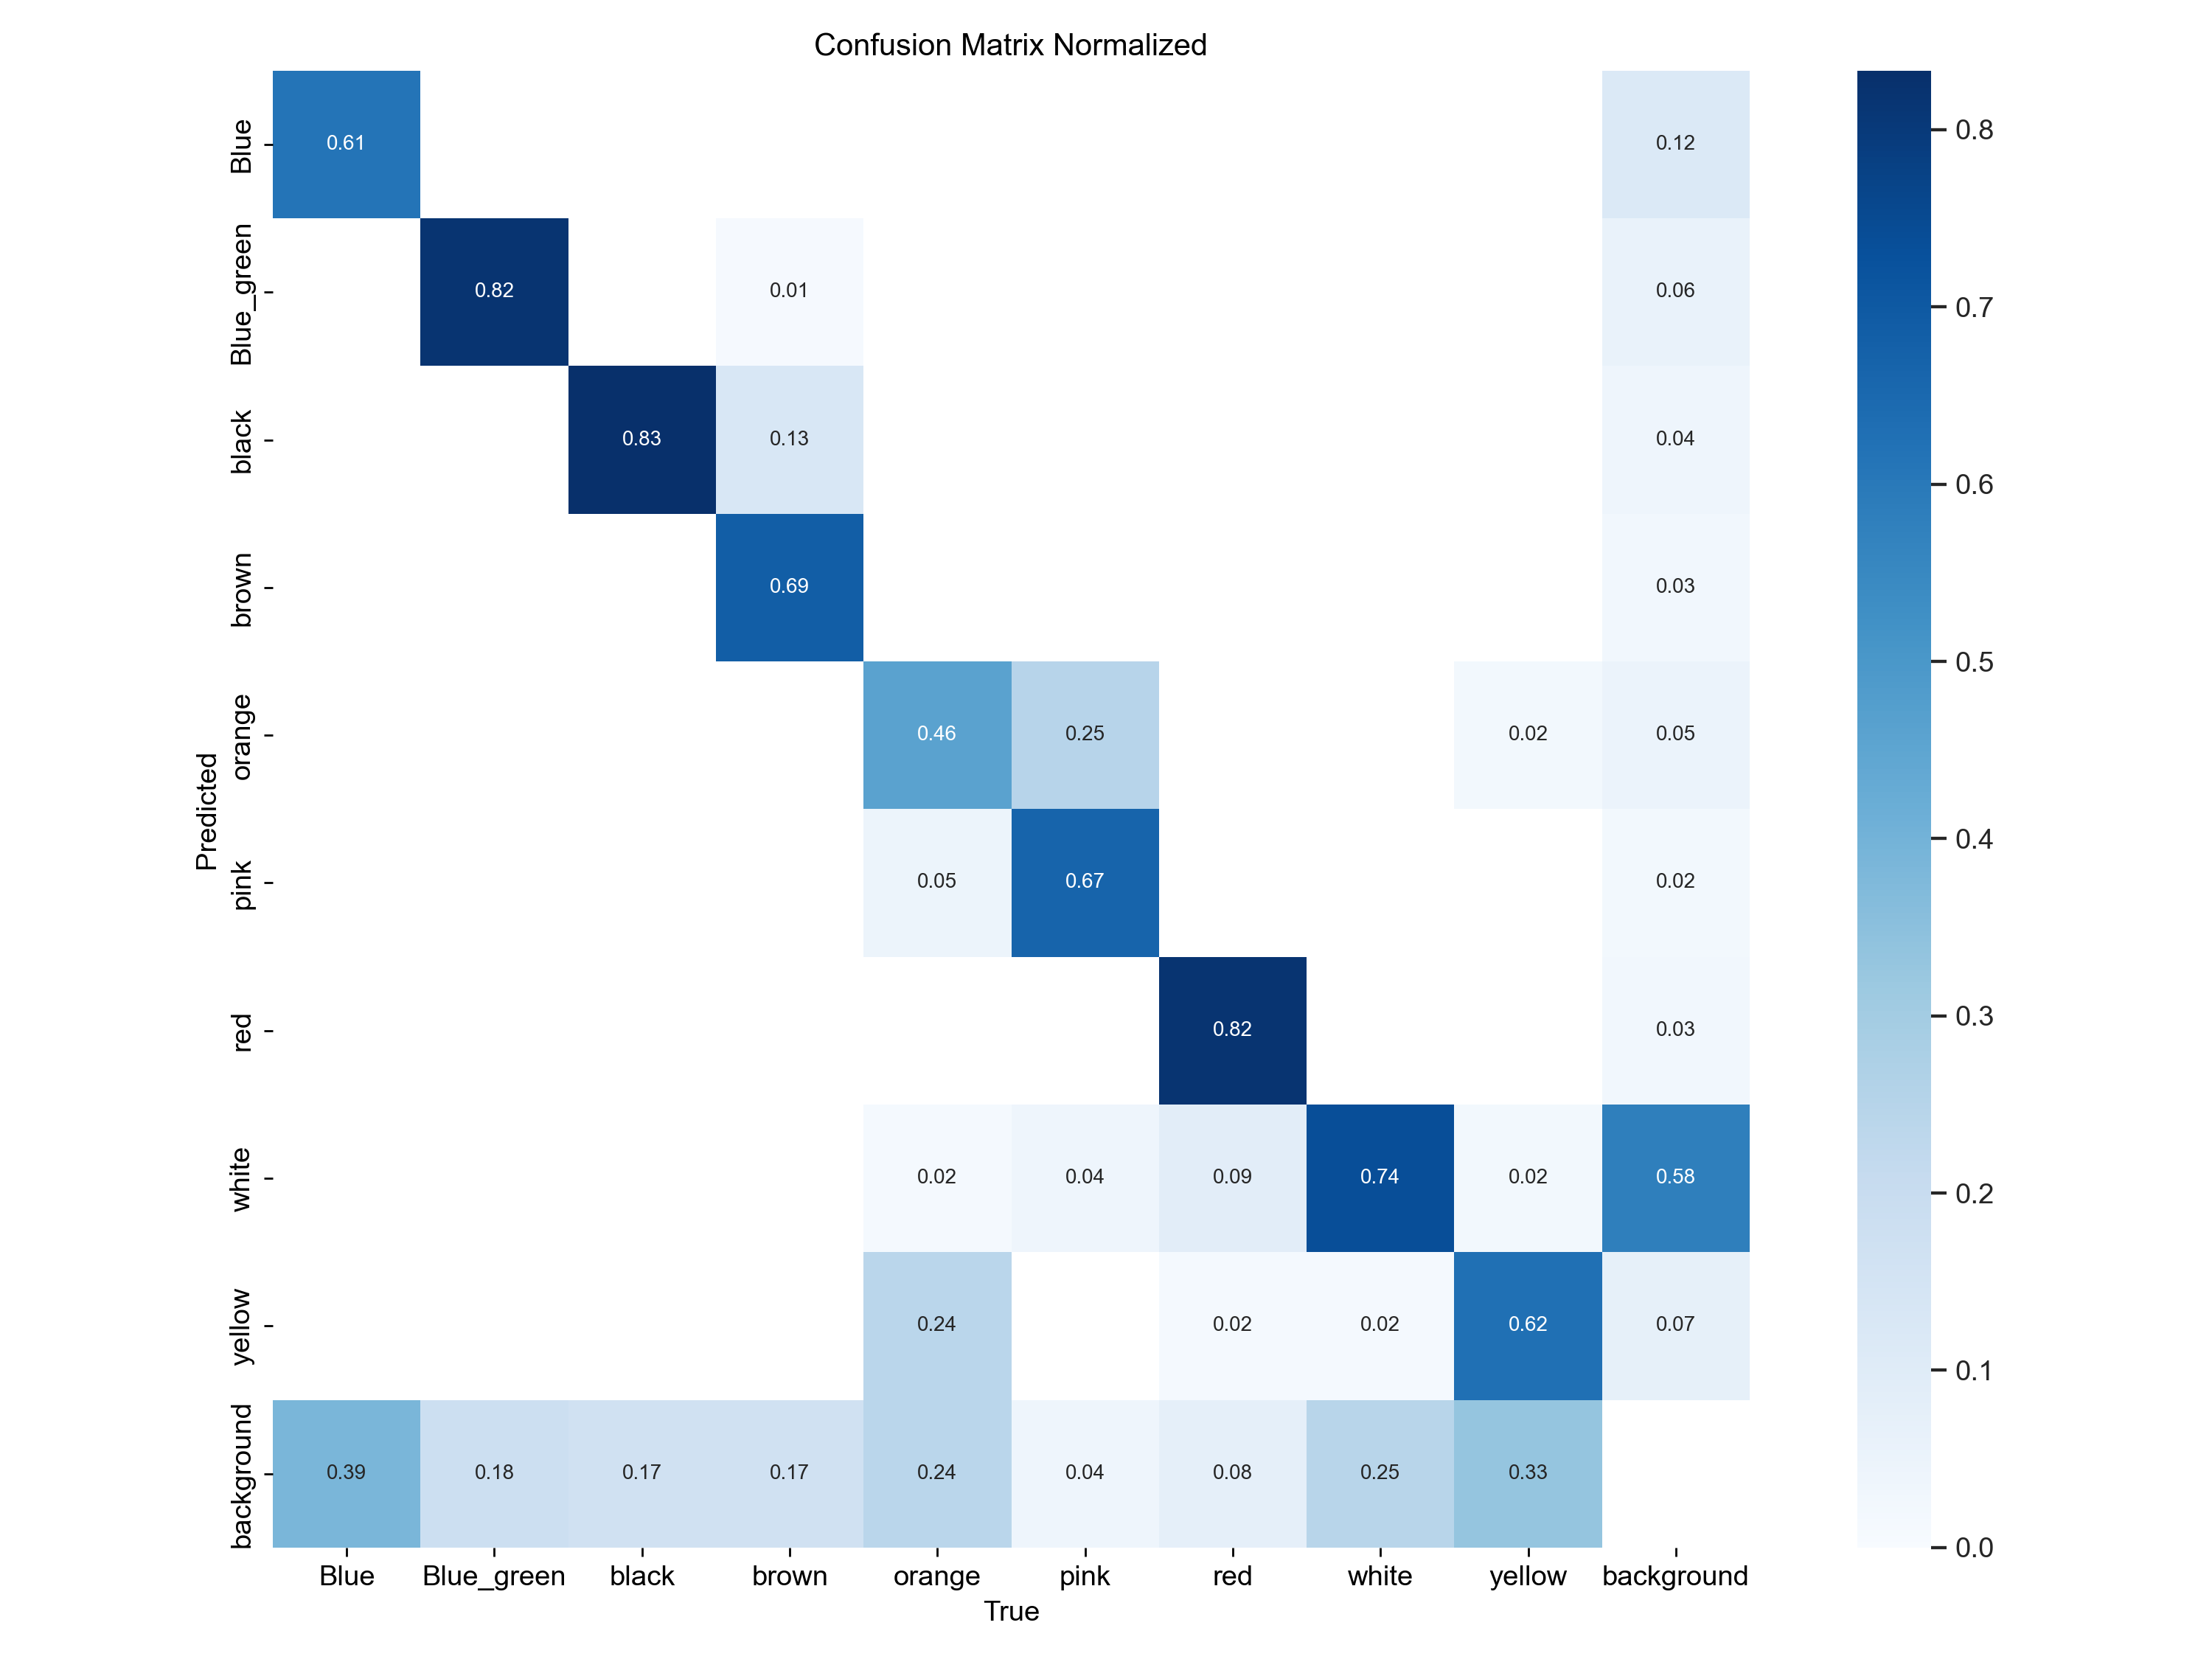 Confusion Matrix Normalized
Blue
0.61
0.12
0.8
Blue_green
0.82
0.01
0.06
0.7
black
0.83
0.13
0.04
0.6
brown
0.69
0.03
0.5
Predicted
orange
0.46
0.25
0.02
0.05
0.4
pink
0.05
0.67
0.02
red
0.82
0.03
0.3
white
0.02
0.04
0.09
0.74
0.02
0.58
0.2
yellow
0.24
0.02
0.02
0.62
0.07
0.1
background
0.39
0.18
0.17
0.17
0.24
0.04
0.08
0.25
0.33
0.0
Blue
Blue_green
black
brown
orange
pink
red
white
yellow
background
True